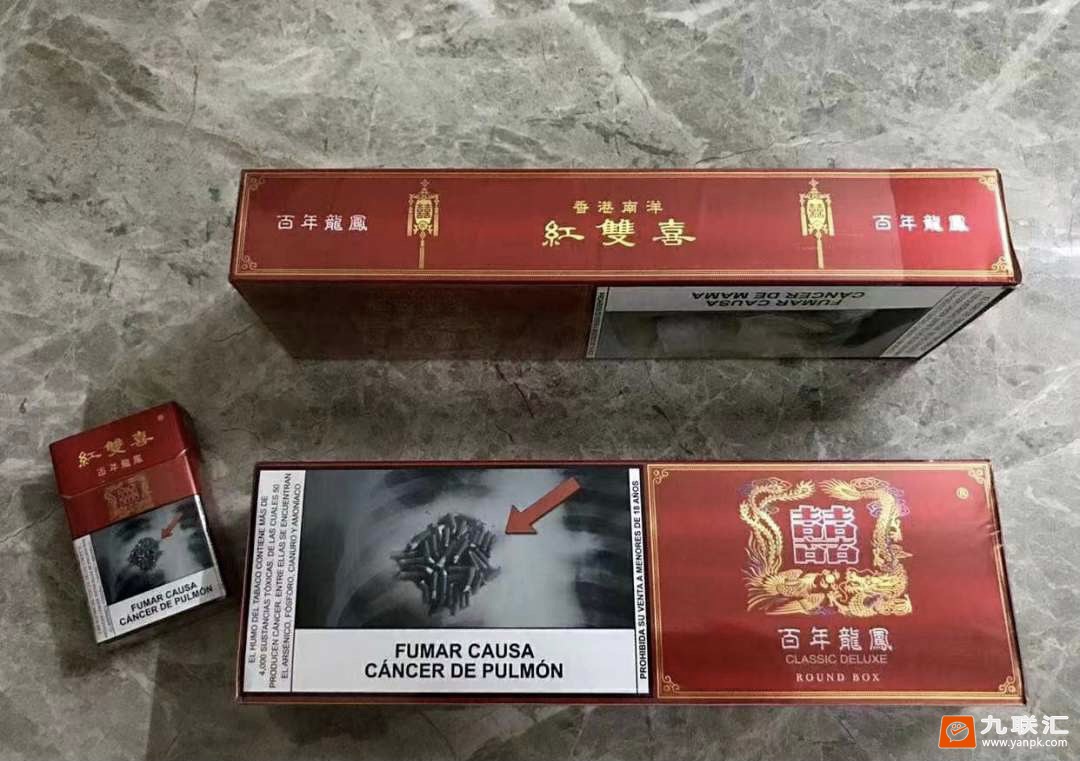 百年龍鳳
香港南洋
紅雙喜
百年龍鳳
FUMAR CAUSA
CÁNCER DE MAMA
紅雙喜
®
百年龍鳳
FUMAR CAUSA
CÁNCER DE PULMÓN
EL HUMO DEL TABACO CONTIENE MÁS DE
4,000 SUSTANCIAS TÓXICAS, DE LAS CUALES 50
PRODUCEN CÁNCER, ENTRE ELLAS SE ENCUENTRAN
EL ARSÉNICO, FÓSFORO, CIANURO Y AMONÍACO
FUMAR CAUSA
CÁNCER DE PULMÓN
PROHIBIDA SU VENTA A MENORES DE 18 AÑOS
®
百年龍鳳
CLASSIC DELUXE
ROUND BOX
九联汇
www.yanpk.com